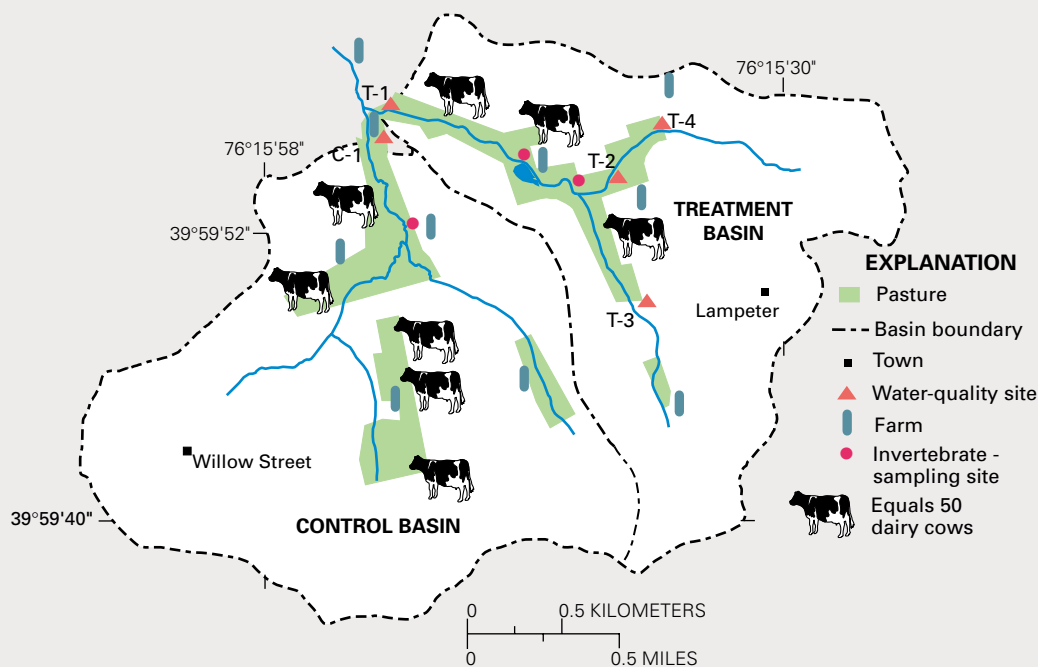 76°15'30"
T-1
T-4
76°15'58"
C-1
T-2
39°59'52"
TREATMENT
BASIN
EXPLANATION
Pasture
Basin boundary
Town
Water-quality site
Farm
Invertebrate -
sampling site
Equals 50
dairy cows
Lampeter
T-3
Willow Street
39°59'40"
CONTROL BASIN
0 0.5 KILOMETERS
0 0.5 MILES